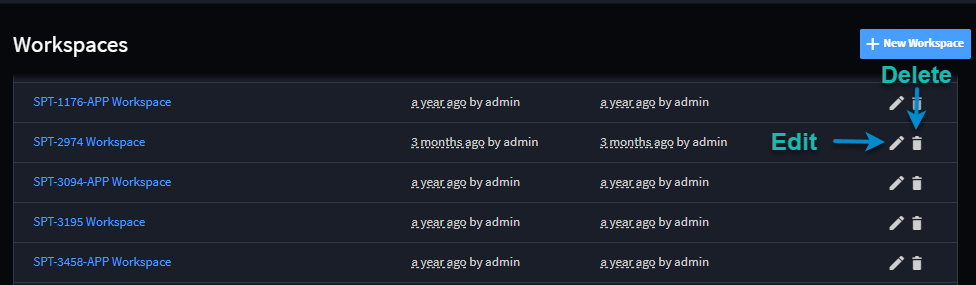 Workspaces
+ New Workspace
Delete
SPT-1176-APP Workspace a year ago by admin a year ago by admin
SPT-2974 Workspace 3 months ago by admin 3 months ago by admin
Edit
SPT-3094-APP Workspace a year ago by admin a year ago by admin
SPT-3195 Workspace a year ago by admin a year ago by admin
SPT-3458-APP Workspace a year ago by admin a year ago by admin